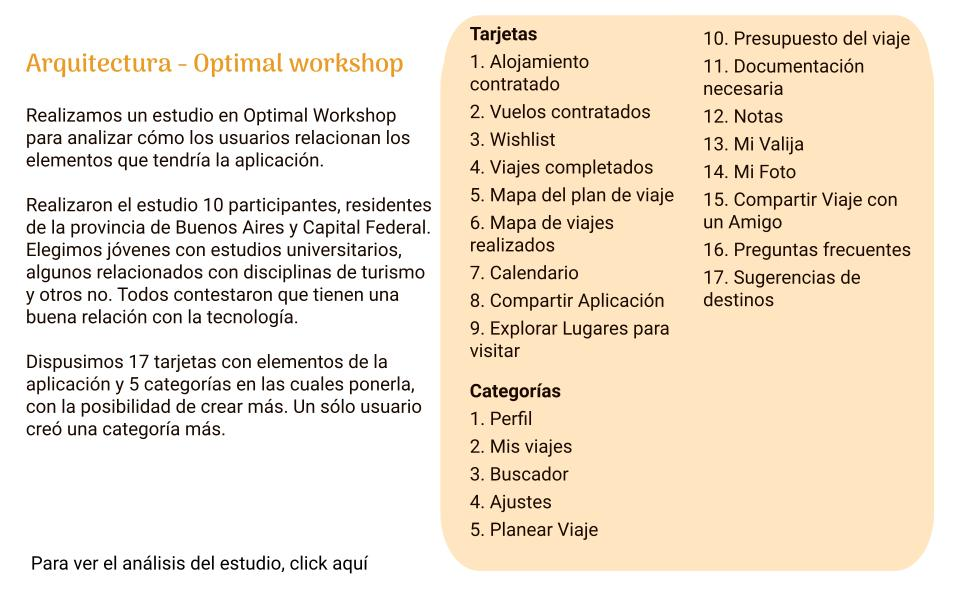 Arquitectura - Optimal workshop
Realizamos un estudio en Optimal Workshop
para analizar cómo los usuarios relacionan los
elementos que tendría la aplicación.
Realizaron el estudio 10 participantes, residentes
de la provincia de Buenos Aires y Capital Federal.
Elegimos jóvenes con estudios universitarios,
algunos relacionados con disciplinas de turismo
y otros no. Todos contestaron que tienen una
buena relación con la tecnología.
Dispusimos 17 tarjetas con elementos de la
aplicación y 5 categorías en las cuales ponerla,
con la posibilidad de crear más. Un sólo usuario
creó una categoría más.
Para ver el análisis del estudio, click aquí
Tarjetas
1. Alojamiento
contratado
2. Vuelos contratados
3. Wishlist
4. Viajes completados
5. Mapa del plan de viaje
6. Mapa de viajes
realizados
7. Calendario
8. Compartir Aplicación
9. Explorar Lugares para
visitar
10. Presupuesto del viaje
11. Documentación
necesaria
12. Notas
13. Mi Valija
14. Mi Foto
15. Compartir Viaje con
un Amigo
16. Preguntas frecuentes
17. Sugerencias de
destinos
Categorías
1. Perfil
2. Mis viajes
3. Buscador
4. Ajustes
5. Planear Viaje